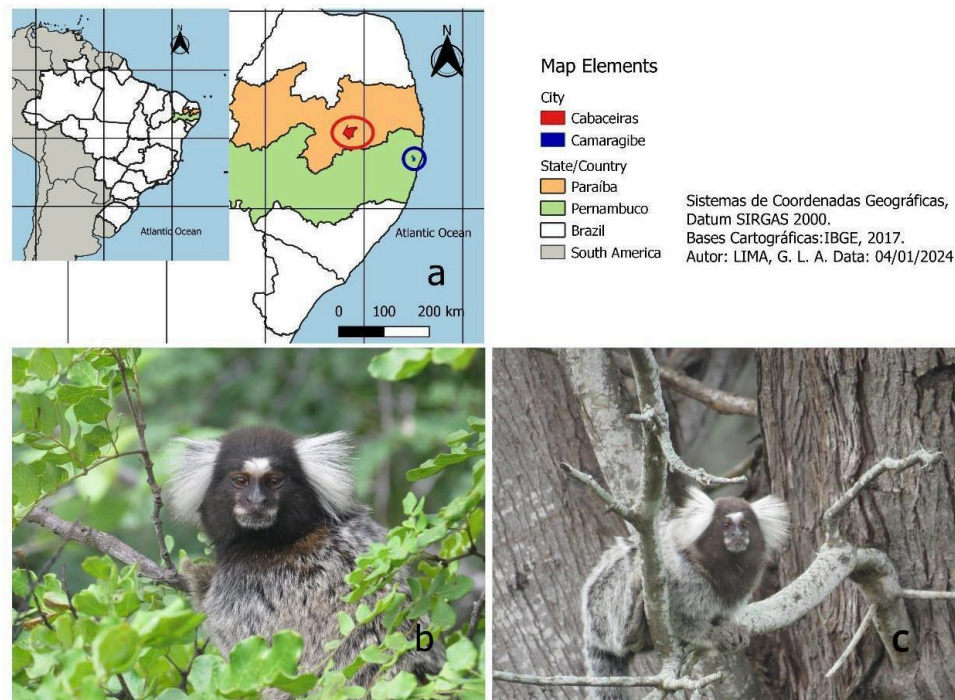 N
N
Atlantic Ocean
Atlantic Ocean
a
0 100 200 km
Map Elements
City
Cabaceiras
Camaragibe
State/Country
Paraíba
Pernambuco
Brazil
South America
Sistemas de Coordenadas Geográficas,
Datum SIRGAS 2000.
Bases Cartográficas:IBGE, 2017.
Autor: LIMA, G. L. A. Data: 04/01/2024
b
c